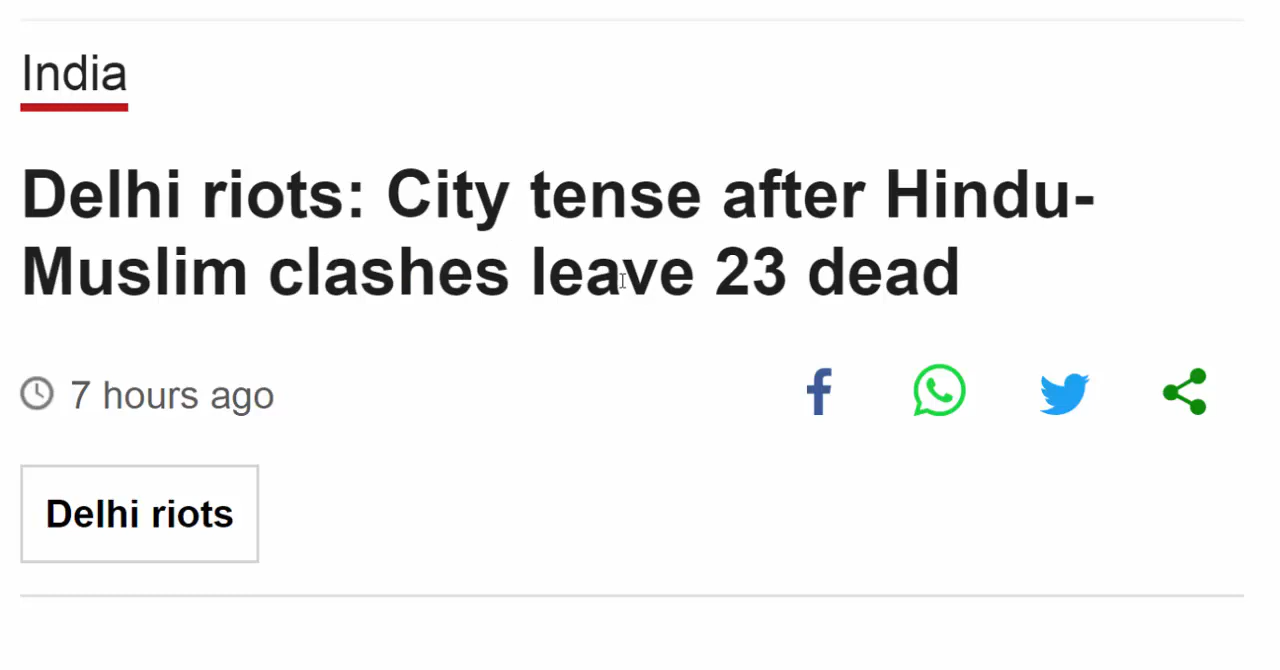 India
Delhi riots: City tense after Hindu-
Muslim clashes leave 23 dead
7 hours ago
Delhi riots